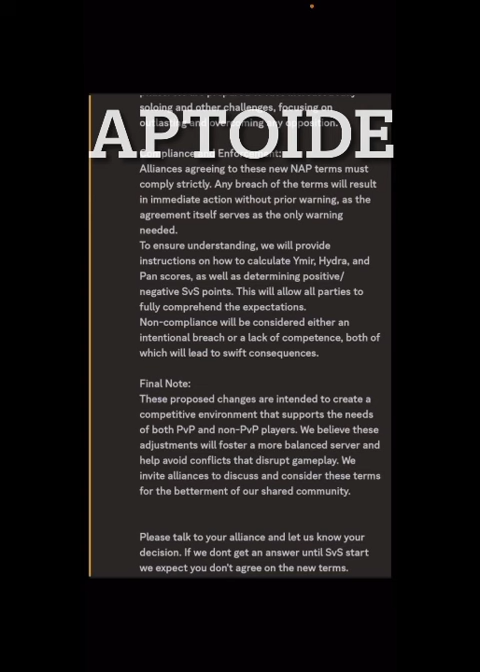 soloing and other challenges, focusing on
outlasting and overcoming any opposition.
APTOIDE
Compliance and Enforcement:
Alliances agreeing to these new NAP terms must
comply strictly. Any breach of the terms will result
in immediate action without prior warning, as the
agreement itself serves as the only warning
needed.
To ensure understanding, we will provide
instructions on how to calculate Ymir, Hydra, and
Pan scores, as well as determining positive/
negative SvS points. This will allow all parties to
fully comprehend the expectations.
Non-compliance will be considered either an
intentional breach or a lack of competence, both of
which will lead to swift consequences.
Final Note:
These proposed changes are intended to create a
competitive environment that supports the needs
of both PvP and non-PvP players. We believe these
adjustments will foster a more balanced server and
help avoid conflicts that disrupt gameplay. We
invite alliances to discuss and consider these terms
for the betterment of our shared community.
Please talk to your alliance and let us know your
decision. If we dont get an answer until SvS start
we expect you don't agree on the new terms.